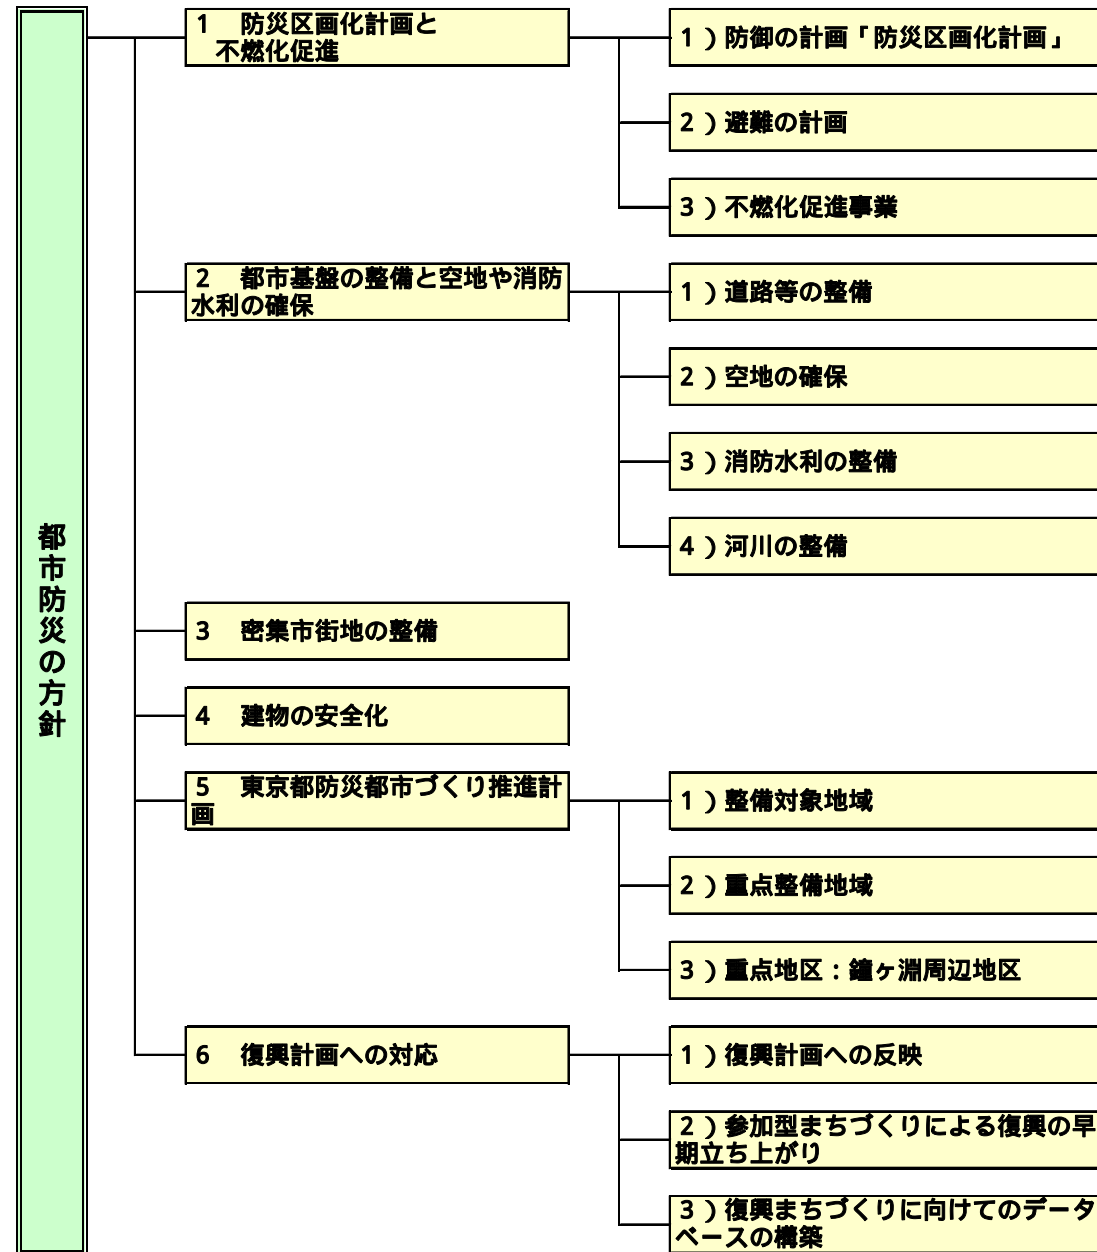 都市防災の方針
1 防災区画化計画と
不燃化促進
1）防御の計画「防災区画化計画」
2）避難の計画
3）不燃化促進事業
2 都市基盤の整備と空地や消防
水利の確保
1）道路等の整備
2）空地の確保
3）消防水利の整備
4）河川の整備
3 密集市街地の整備
4 建物の安全化
5 東京都防災都市づくり推進計
画
1）整備対象地域
2）重点整備地域
3）重点地区：鐘ヶ淵周辺地区
6 復興計画への対応
1）復興計画への反映
2）参加型まちづくりによる復興の早
期立ち上がり
3）復興まちづくりに向けてのデータ
ベースの構築